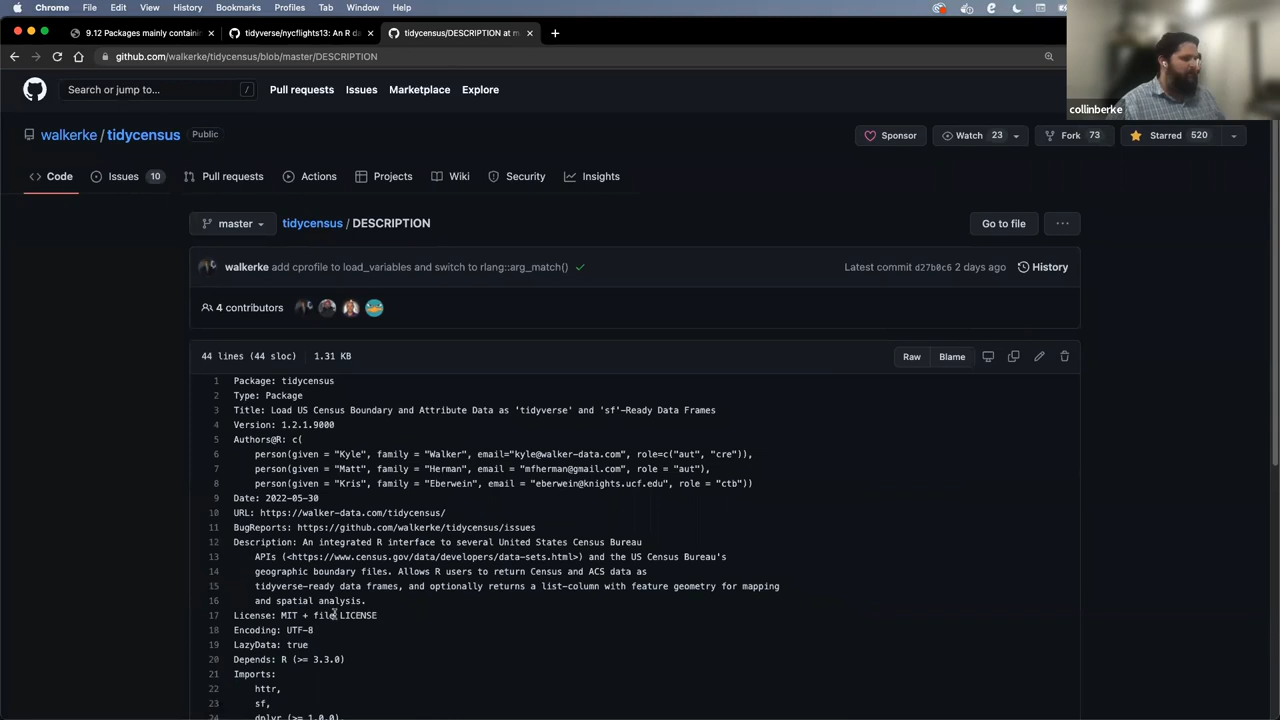 Chrome File Edit View History Bookmarks Profiles Tab Window Help
9.12 Packages mainly containin
tidyverse/nycflights13: An R da
tidycensus/DESCRIPTION at m
github.com/walkerke/tidycensus/blob/master/DESCRIPTION
collinberke
Search or jump to... /
Pull requests Issues Marketplace Explore
walkerke / tidycensus Public
Sponsor Watch 23 Fork 73 Starred 520
Code Issues 10 Pull requests Actions Projects Wiki Security Insights
master tidycensus / DESCRIPTION Go to file ...
walkerke add cprofile to load_variables and switch to rlang::arg_match() Latest commit d27b0c6 2 days ago History
4 contributors
44 lines (44 sloc) 1.31 KB Raw Blame
1 Package: tidycensus
2 Type: Package
3 Title: Load US Census Boundary and Attribute Data as 'tidyverse' and 'sf'-Ready Data Frames
4 Version: 1.2.1.9000
5 Authors@R: c(
6 person(given = "Kyle", family = "Walker", email="kyle@walker-data.com", role=c("aut", "cre")),
7 person(given = "Matt", family = "Herman", email = "mfherman@gmail.com", role = "aut"),
8 person(given = "Kris", family = "Eberwein", email = "eberwein@knights.ucf.edu", role = "ctb"))
9 Date: 2022-05-30
10 URL: https://walker-data.com/tidycensus/
11 BugReports: https://github.com/walkerke/tidycensus/issues
12 Description: An integrated R interface to several United States Census Bureau
13 APIs (<https://www.census.gov/data/developers/data-sets.html>) and the US Census Bureau's
14 geographic boundary files. Allows R users to return Census and ACS data as
15 tidyverse-ready data frames, and optionally returns a list-column with feature geometry for mapping
16 and spatial analysis.
17 License: MIT + file LICENSE
18 Encoding: UTF-8
19 LazyData: true
20 Depends: R (>= 3.3.0)
21 Imports:
22 httr,
23 sf,
24 dplyr (>= 1.0.0),